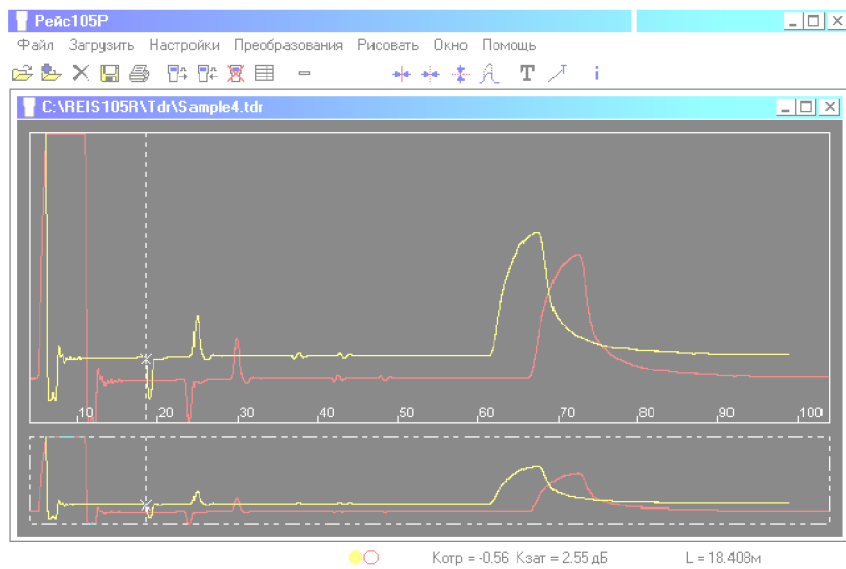 Рейс105Р
Файл Загрузить Настройки Преобразования Рисовать Окно Помощь
T i
C:\REIS105R\Tdr\Sample4.tdr
10 20 30 40 50 60 70 80 90 100
Котр = -0.56 Кзат = 2.55 дБ L = 18.408м